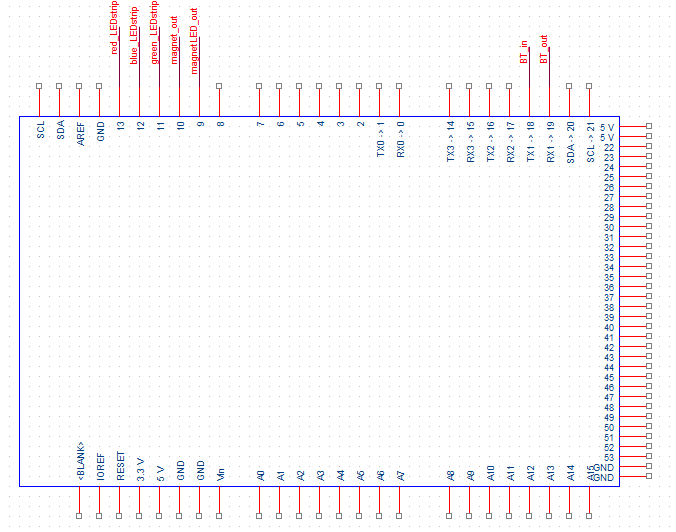 red_LEDstrip
blue_LEDstrip
green_LEDstrip
magnet_out
magnetLED_out
BT_in
BT_out
SCL
SDA
AREF
GND
13
12
11
10
9
8
7
6
5
4
3
2
TX0 -> 1
RX0 -> 0
TX3 -> 14
RX3 -> 15
TX2 -> 16
RX2 -> 17
TX1 -> 18
RX1 -> 19
SDA -> 20
SCL -> 21
5 V
5 V
22
23
24
25
26
27
28
29
30
31
32
33
34
35
36
37
38
39
40
41
42
43
44
45
46
47
48
49
50
51
52
53
GND
GND
<BLANK>
IOREF
RESET
3.3 V
5 V
GND
GND
Vin
A0
A1
A2
A3
A4
A5
A6
A7
A8
A9
A10
A11
A12
A13
A14
A15